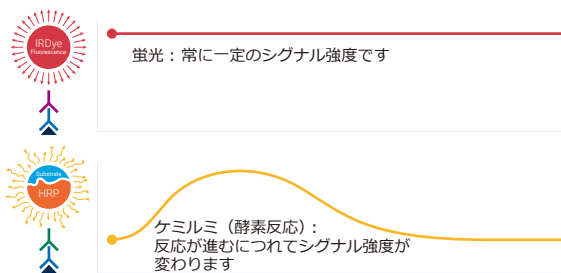 IRDye
Fluorescence
蛍光：常に一定のシグナル強度です
Substrate
HRP
ケミルミ（酵素反応）：
反応が進むにつれてシグナル強度が
変わります